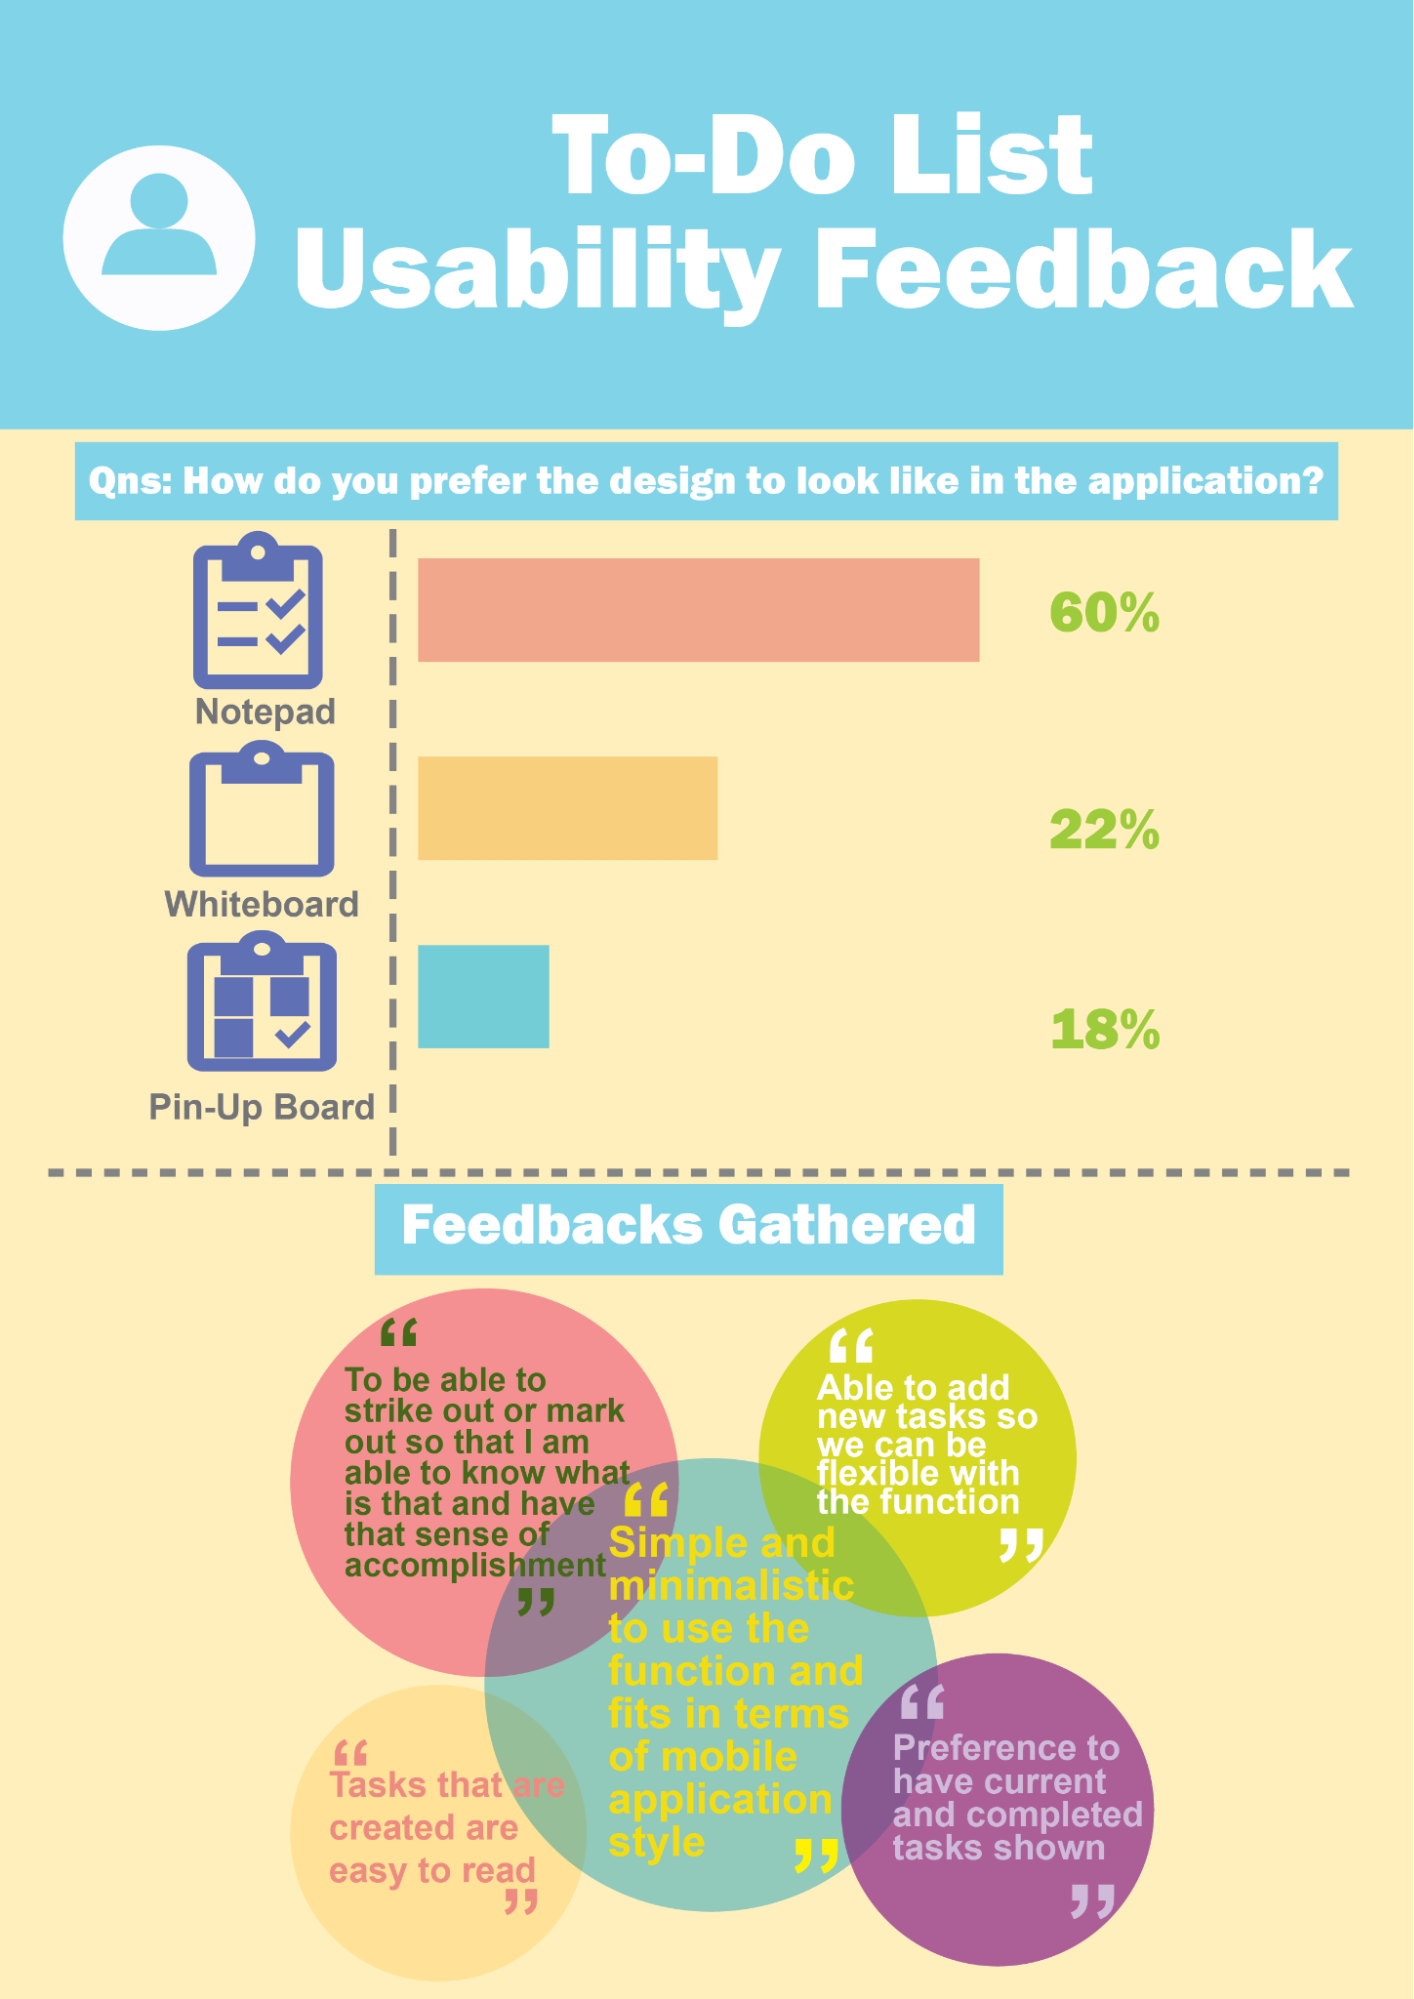 To-Do List
Usability Feedback
Qns: How do you prefer the design to look like in the application?
Notepad
60%
Whiteboard
22%
Pin-Up Board
18%
Feedbacks Gathered
“
To be able to
strike out or mark
out so that I am
able to know what
is that and have
that sense of
accomplishment
”
“
Able to add
new tasks so
we can be
flexible with
the function
”
“
Simple and
minimalistic
to use the
function and
fits in terms
of mobile
application
style
”
“
Tasks that are
created are
easy to read
”
“
Preference to
have current
and completed
tasks shown
”